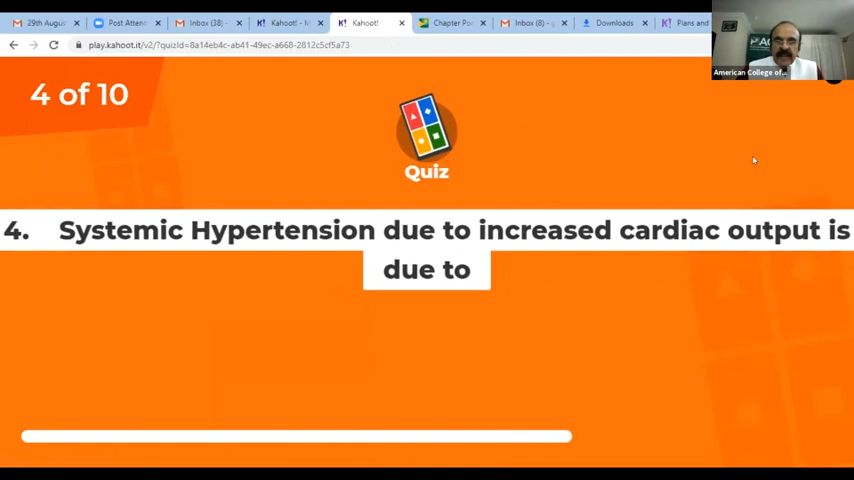 29th Augus
Post Attend
Inbox (38) -
Kahoot! - M
Kahoot!
Chapter Po
Inbox (8) - g
Downloads
Plans and
play.kahoot.it/v2/?quizId=8a14eb4c-ab41-49ec-a668-2812c5cf5a73
American College of...
4 of 10
Quiz
4. Systemic Hypertension due to increased cardiac output is
due to